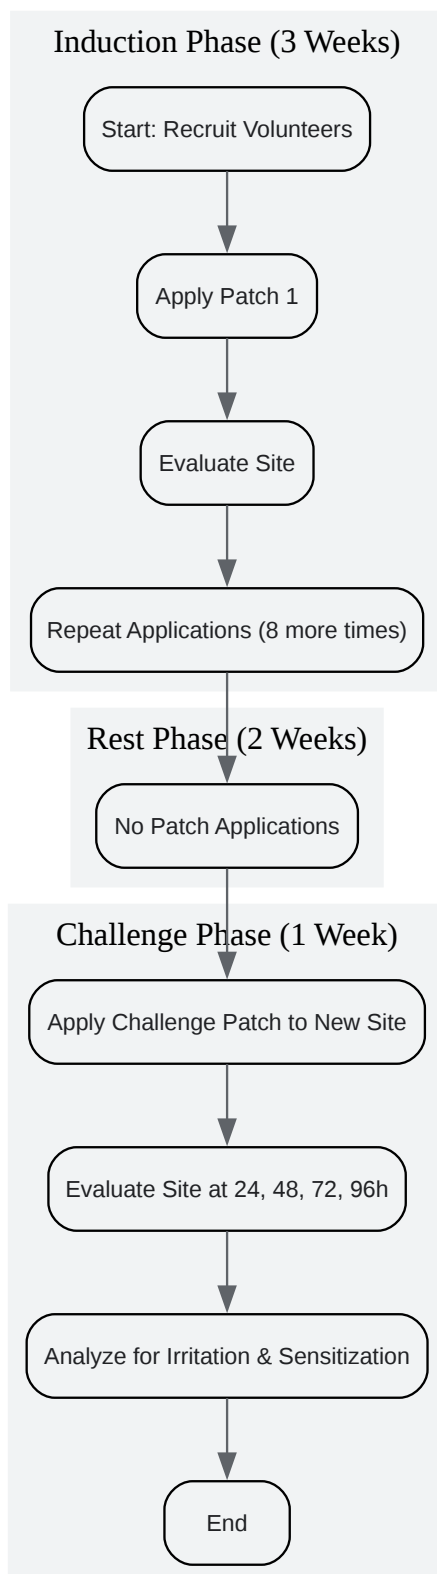 Induction Phase (3 Weeks)
Start: Recruit Volunteers
Apply Patch 1
Evaluate Site
Repeat Applications (8 more times)
Rest Phase (2 Weeks)
No Patch Applications
Challenge Phase (1 Week)
Apply Challenge Patch to New Site
Evaluate Site at 24, 48, 72, 96h
Analyze for Irritation & Sensitization
End